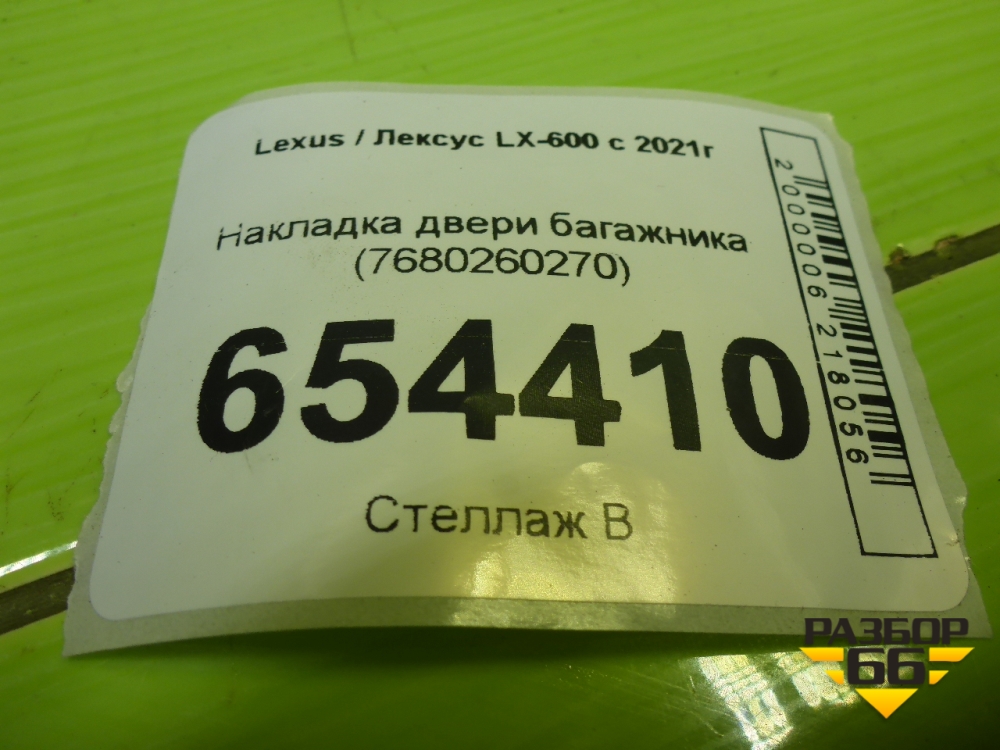 Lexus / Лексус LX-600 с 2021г
Накладка двери багажника
(7680260270)
654410
Стеллаж В
2000006218056
РАЗБОР
66